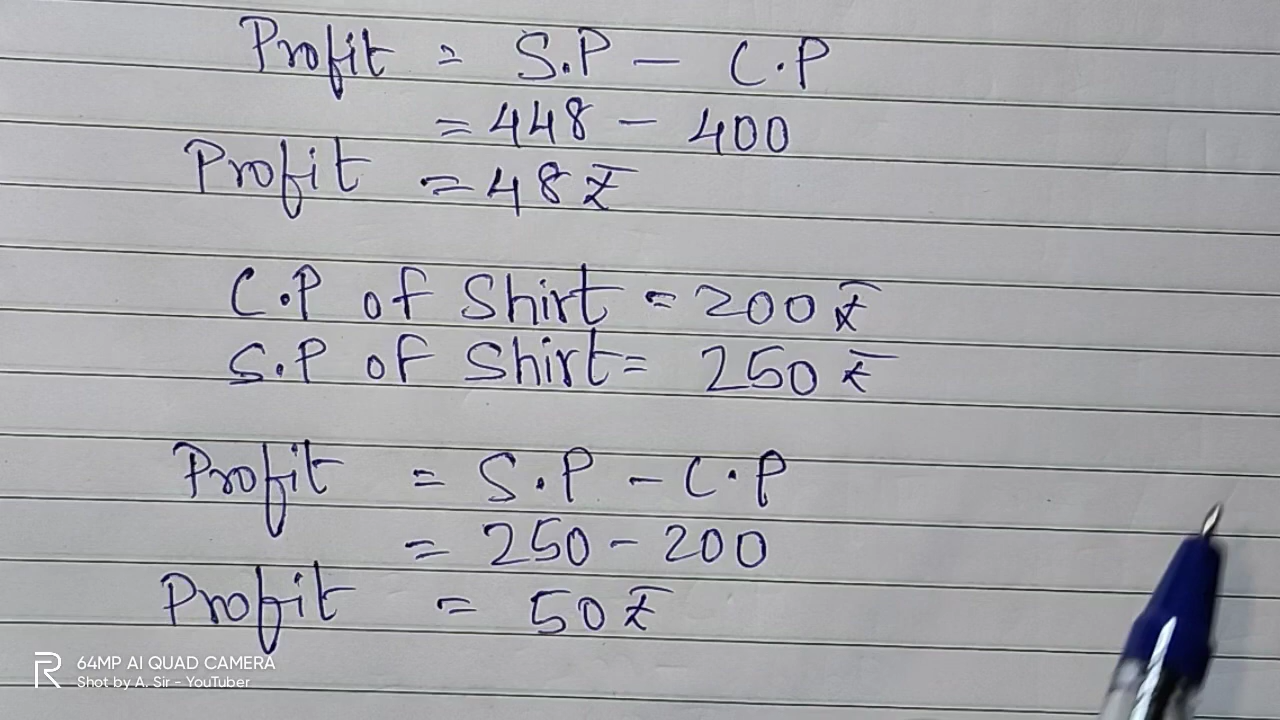 Profit = S.P - C.P
= 448 - 400
Profit = 48 ₹
C.P of Shirt = 200 ₹
S.P of Shirt = 250 ₹
Profit = S.P - C.P
= 250 - 200
Profit = 50 ₹
64MP AI QUAD CAMERA
Shot by A. Sir - YouTuber